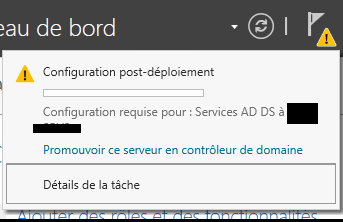 eau de bord
Configuration post-déploiement
Configuration requise pour : Services AD DS à
Promouvoir ce serveur en contrôleur de domaine
Détails de la tâche
Ajouter des rôles et des fonctionnalités